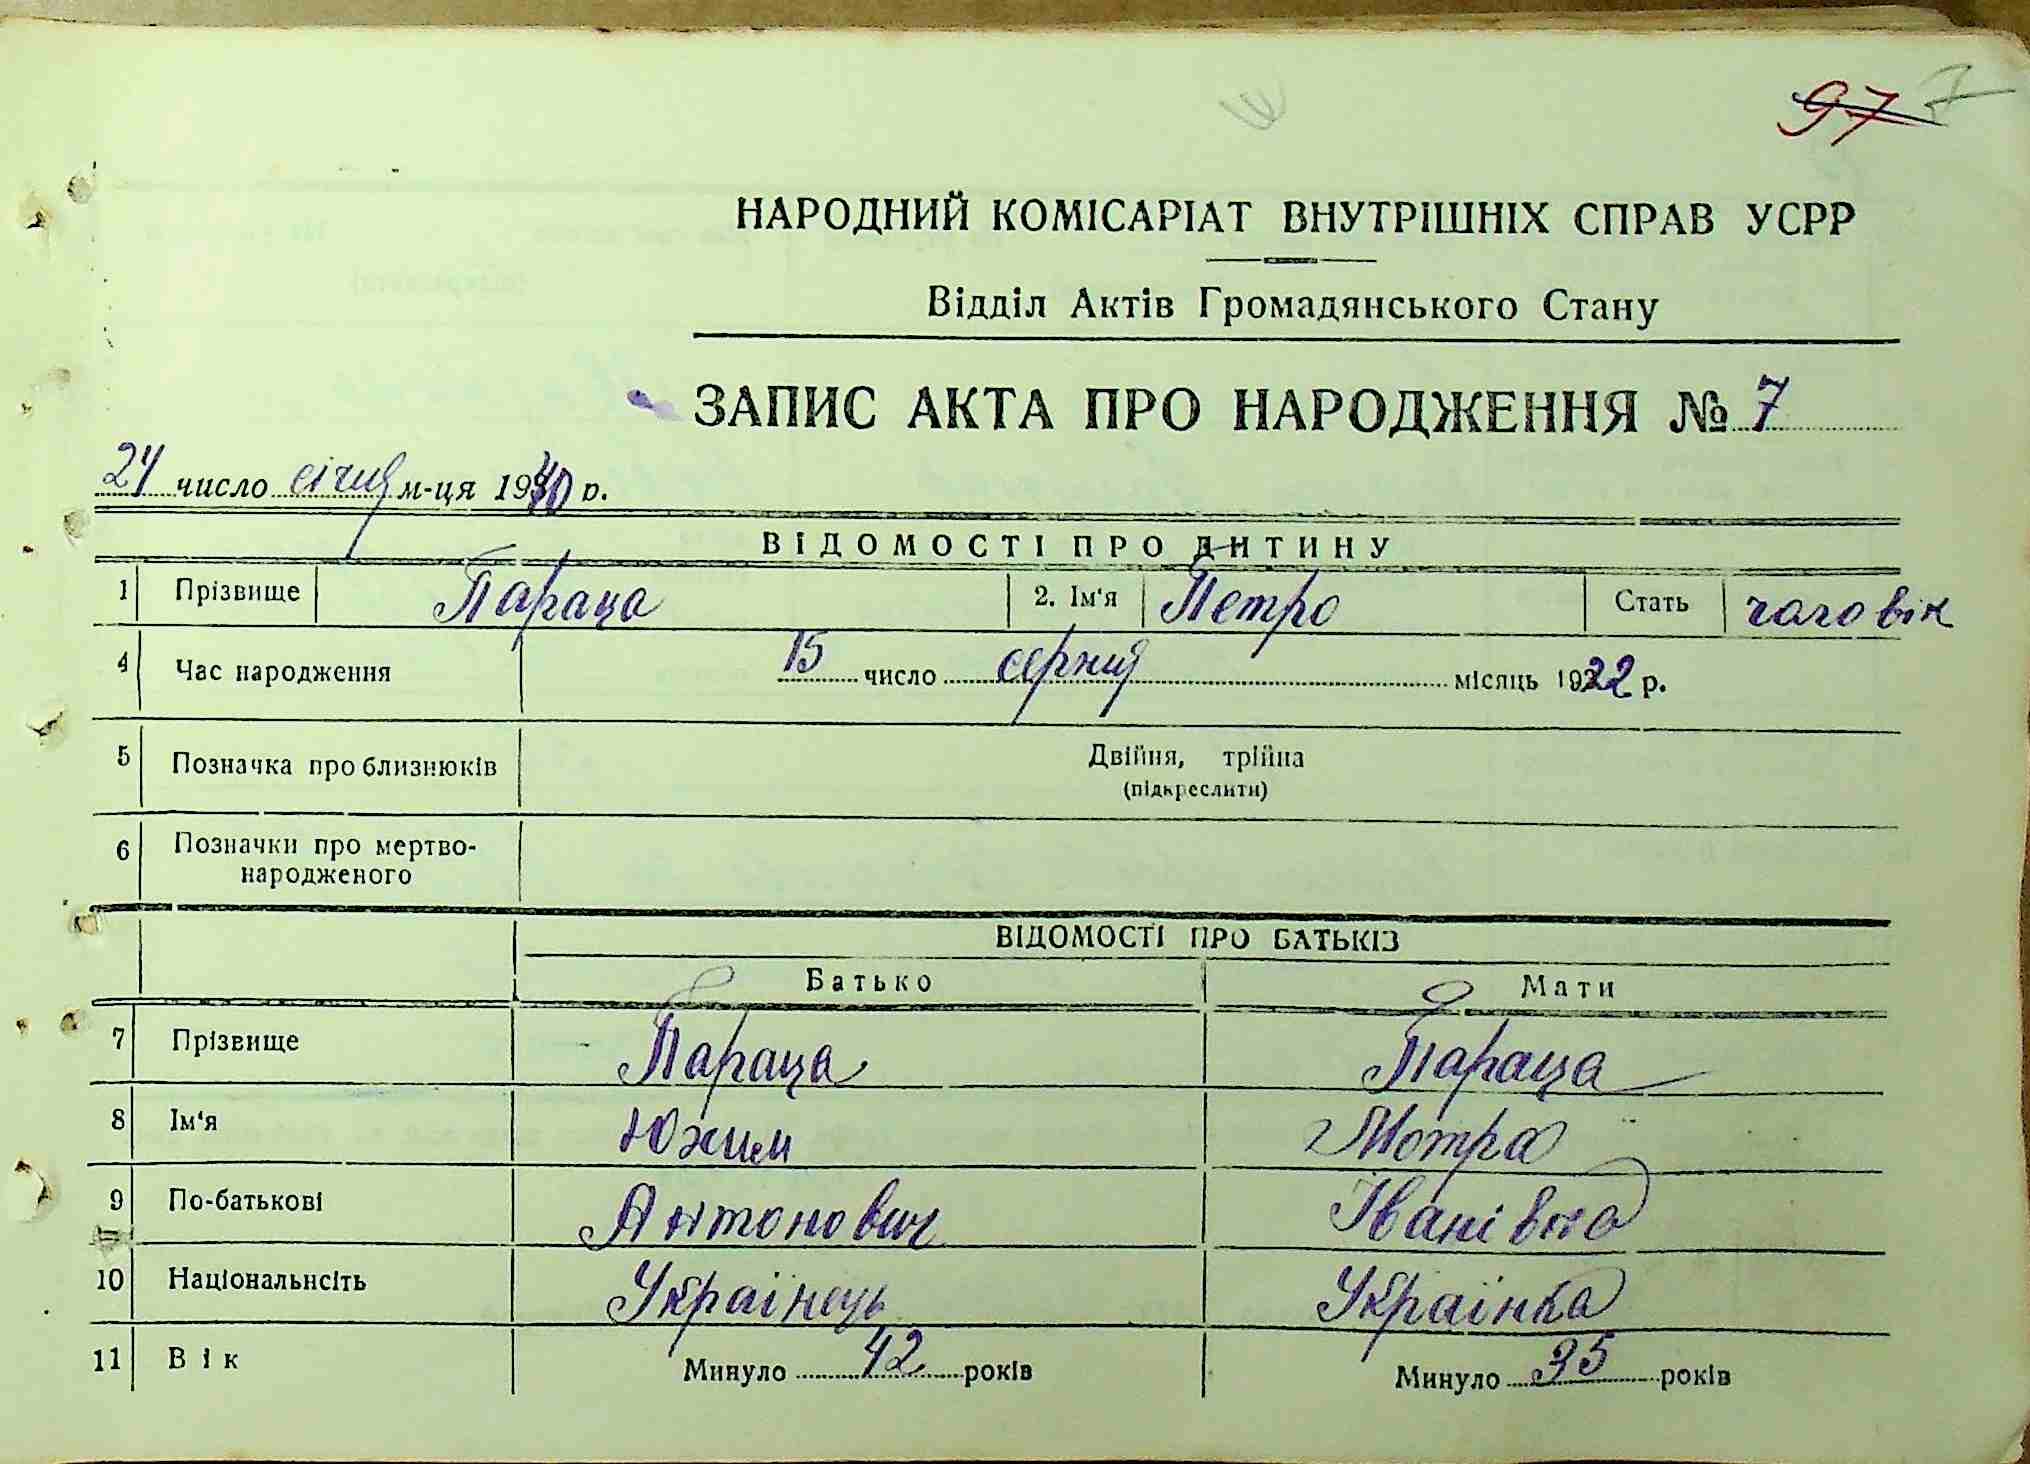 97 7
НАРОДНИЙ КОМІСАРІАТ ВНУТРІШНІХ СПРАВ УСРР
Відділ Актів Громадянського Стану
ЗАПИС АКТА ПРО НАРОДЖЕННЯ № 7
24 число січня м-ця 1940 р.
ВІДОМОСТІ ПРО ДИТИНУ
1 Прізвище Параца 2. Ім'я Петро Стать чоловік
4 Час народження 15 число серпня місяць 1922 р.
5 Позначка про близнюків Двійня, трійна
(підкреслити)
6 Позначки про мертво-
народженого
ВІДОМОСТІ ПРО БАТЬКІВ
Батько Мати
7 Прізвище Параца Параца
8 Ім'я Юхим Мотра
9 По-батькові Антонович Іванівна
10 Національність Українець Українка
11 Вік Минуло 42 років Минуло 35 років